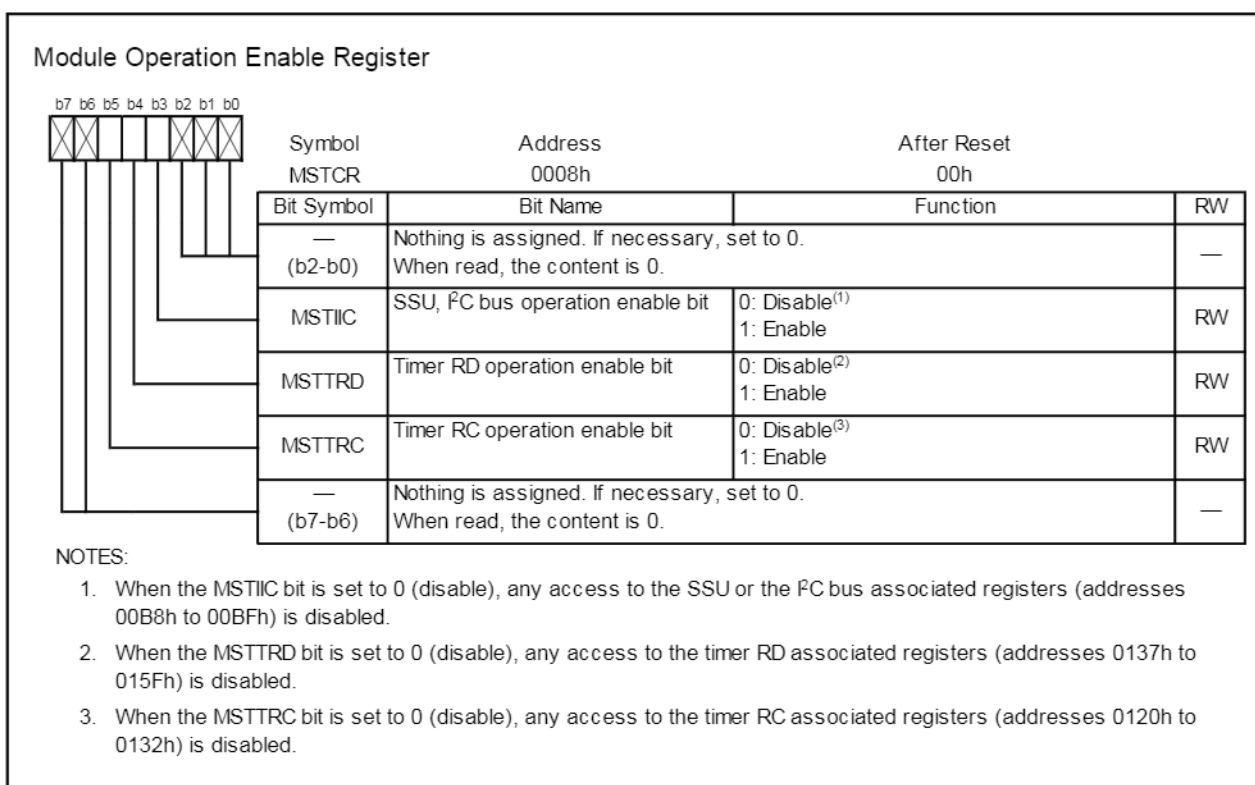 Module Operation Enable Register
b7 b6 b5 b4 b3 b2 b1 b0
Symbol Address After Reset
MSTCR 0008h 00h
Bit Symbol Bit Name Function RW
— (b2-b0) Nothing is assigned. If necessary, set to 0.
When read, the content is 0. —
MSTIIC SSU, I²C bus operation enable bit 0: Disable(1)
1: Enable RW
MSTTRD Timer RD operation enable bit 0: Disable(2)
1: Enable RW
MSTTRC Timer RC operation enable bit 0: Disable(3)
1: Enable RW
— (b7-b6) Nothing is assigned. If necessary, set to 0.
When read, the content is 0. —
NOTES:
1. When the MSTIIC bit is set to 0 (disable), any access to the SSU or the I²C bus associated registers (addresses
00B8h to 00BFh) is disabled.
2. When the MSTTRD bit is set to 0 (disable), any access to the timer RD associated registers (addresses 0137h to
015Fh) is disabled.
3. When the MSTTRC bit is set to 0 (disable), any access to the timer RC associated registers (addresses 0120h to
0132h) is disabled.